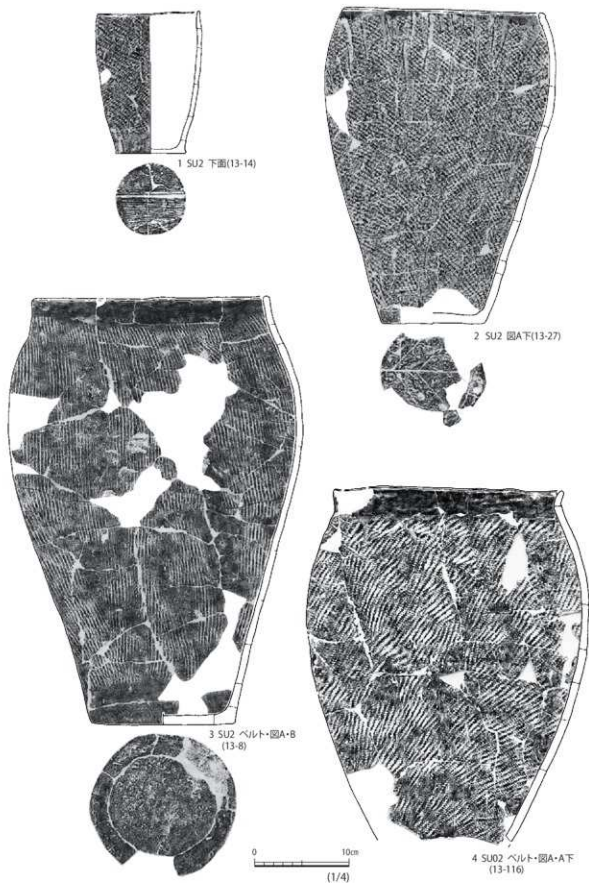 1 SU2 下面(13-14)
2 SU2 図A下(13-27)
3 SU2 ベルト・図A・B
(13-8)
0 10cm
(1/4)
4 SU02 ベルト・図A・A下
(13-116)